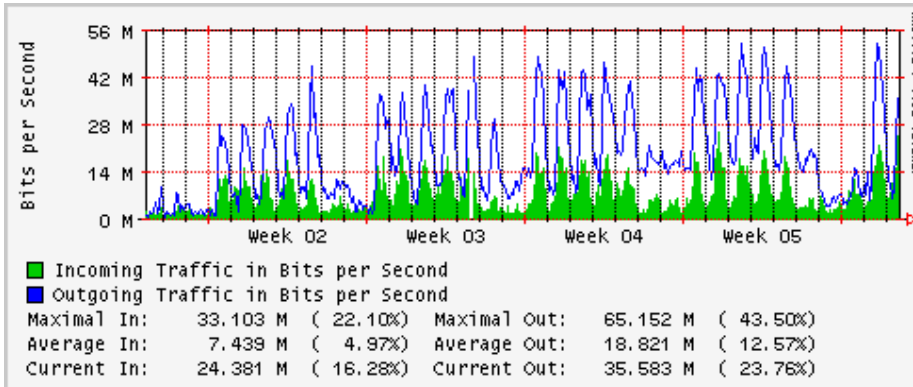 56 M
42 M
28 M
14 M
0 M
Bits per Second
Week 02 Week 03 Week 04 Week 05
Incoming Traffic in Bits per Second
Outgoing Traffic in Bits per Second
Maximal In: 33.103 M ( 22.10%) Maximal Out: 65.152 M ( 43.50%)
Average In: 7.439 M ( 4.97%) Average Out: 18.821 M ( 12.57%)
Current In: 24.381 M ( 16.28%) Current Out: 35.583 M ( 23.76%)